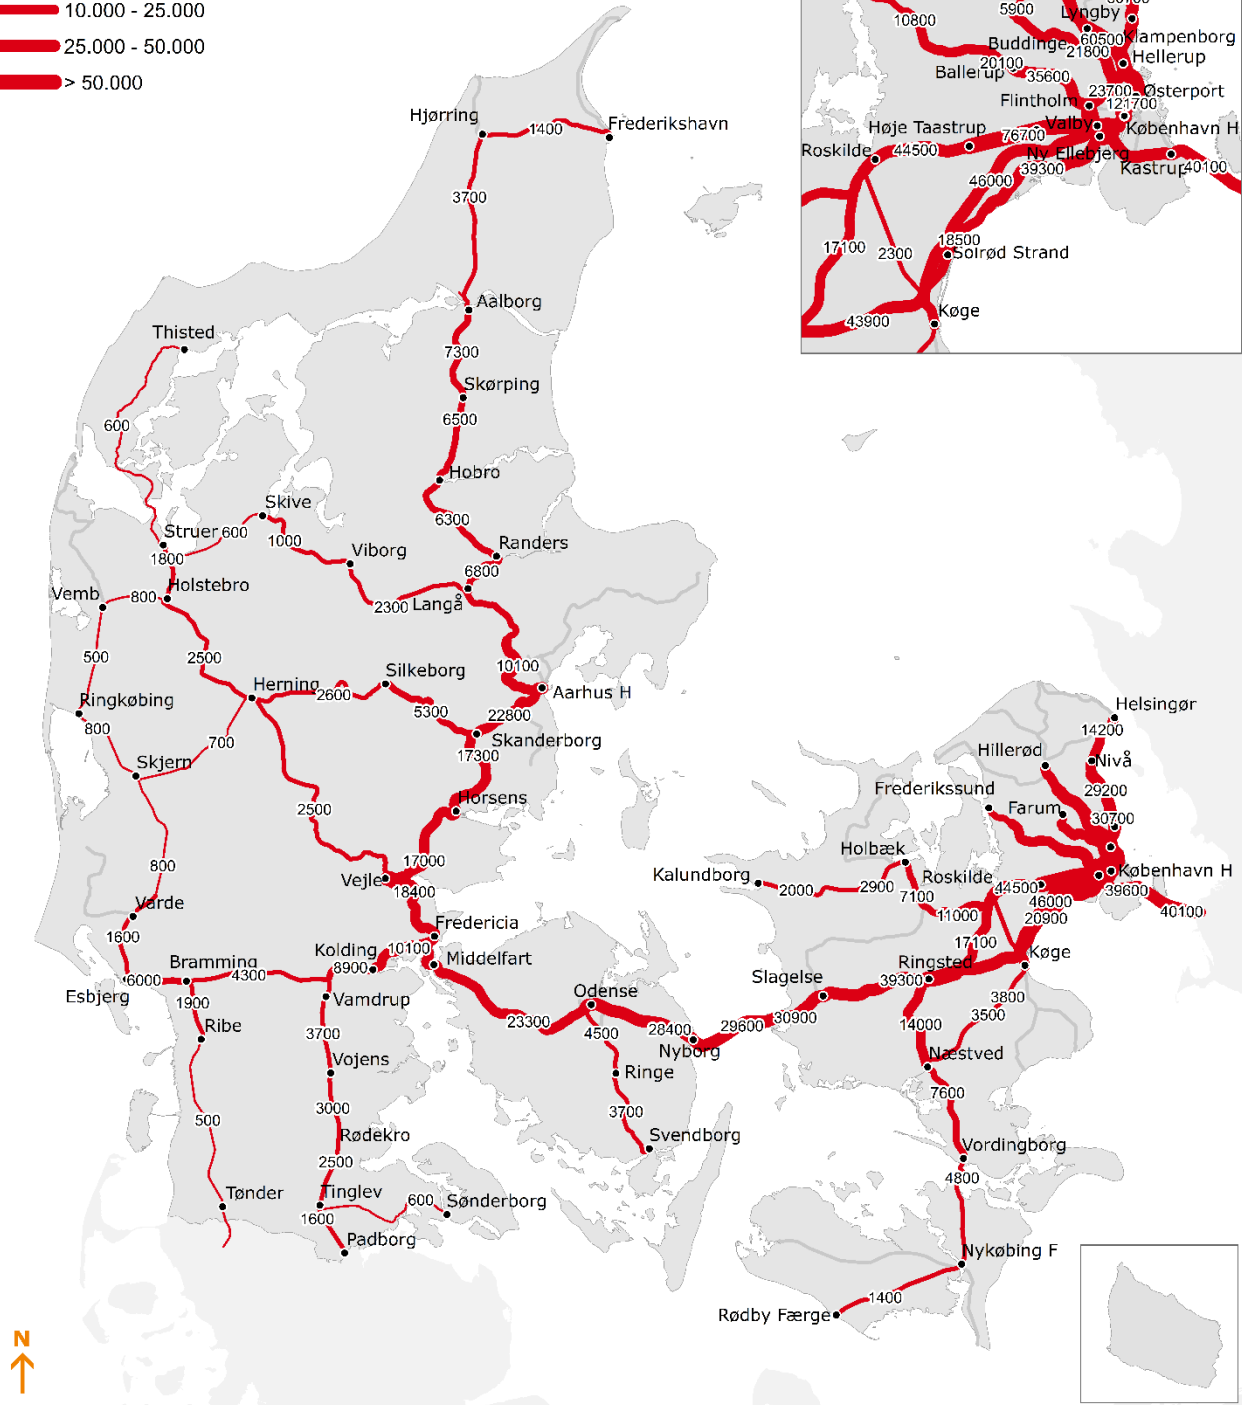 10.000 - 25.000
25.000 - 50.000
> 50.000
10800
5900
Lyngby
60500
Klampenborg
Buddinge
21800
Hellerup
20100
Ballerup
35600
23700
Østerport
Flintholm
121700
Høje Taastrup
76700
Valby
København H
Roskilde
44500
Ny Ellebjerg
39300
Kastrup
40100
46000
18500
17100
2300
Solrød Strand
Køge
43900
Hjørring
1400
Frederikshavn
3700
Aalborg
Thisted
7300
Skørping
600
6500
Hobro
Skive
6300
Struer
600
1000
Viborg
Randers
1800
6800
Vemb
800
Holstebro
2300
Langå
500
2500
10100
Silkeborg
Herning
2600
Aarhus H
Ringkøbing
5300
22800
800
700
Skanderborg
17300
Skjern
2500
Horsens
800
17000
Vejle
18400
Varde
Fredericia
1600
Kolding
10100
Middelfart
Bramming
4300
8900
6000
Esbjerg
1900
Vamdrup
Ribe
3700
Vojens
3000
500
Rødekro
2500
Tønder
Tinglev
600
Sønderborg
1600
Padborg
Odense
23300
4500
28400
Nyborg
Ringe
3700
Svendborg
29600
30900
Slagelse
39300
Ringsted
Helsingør
14200
Hillerød
Nivå
Frederikssund
29200
Farum
30700
Holbæk
Kalundborg
2000
2900
7100
Roskilde
44500
København H
39600
46000
11000
20900
40100
17100
Køge
3800
3500
14000
Næstved
7600
Vordingborg
4800
Nykøbing F
1400
Rødby Færge
N